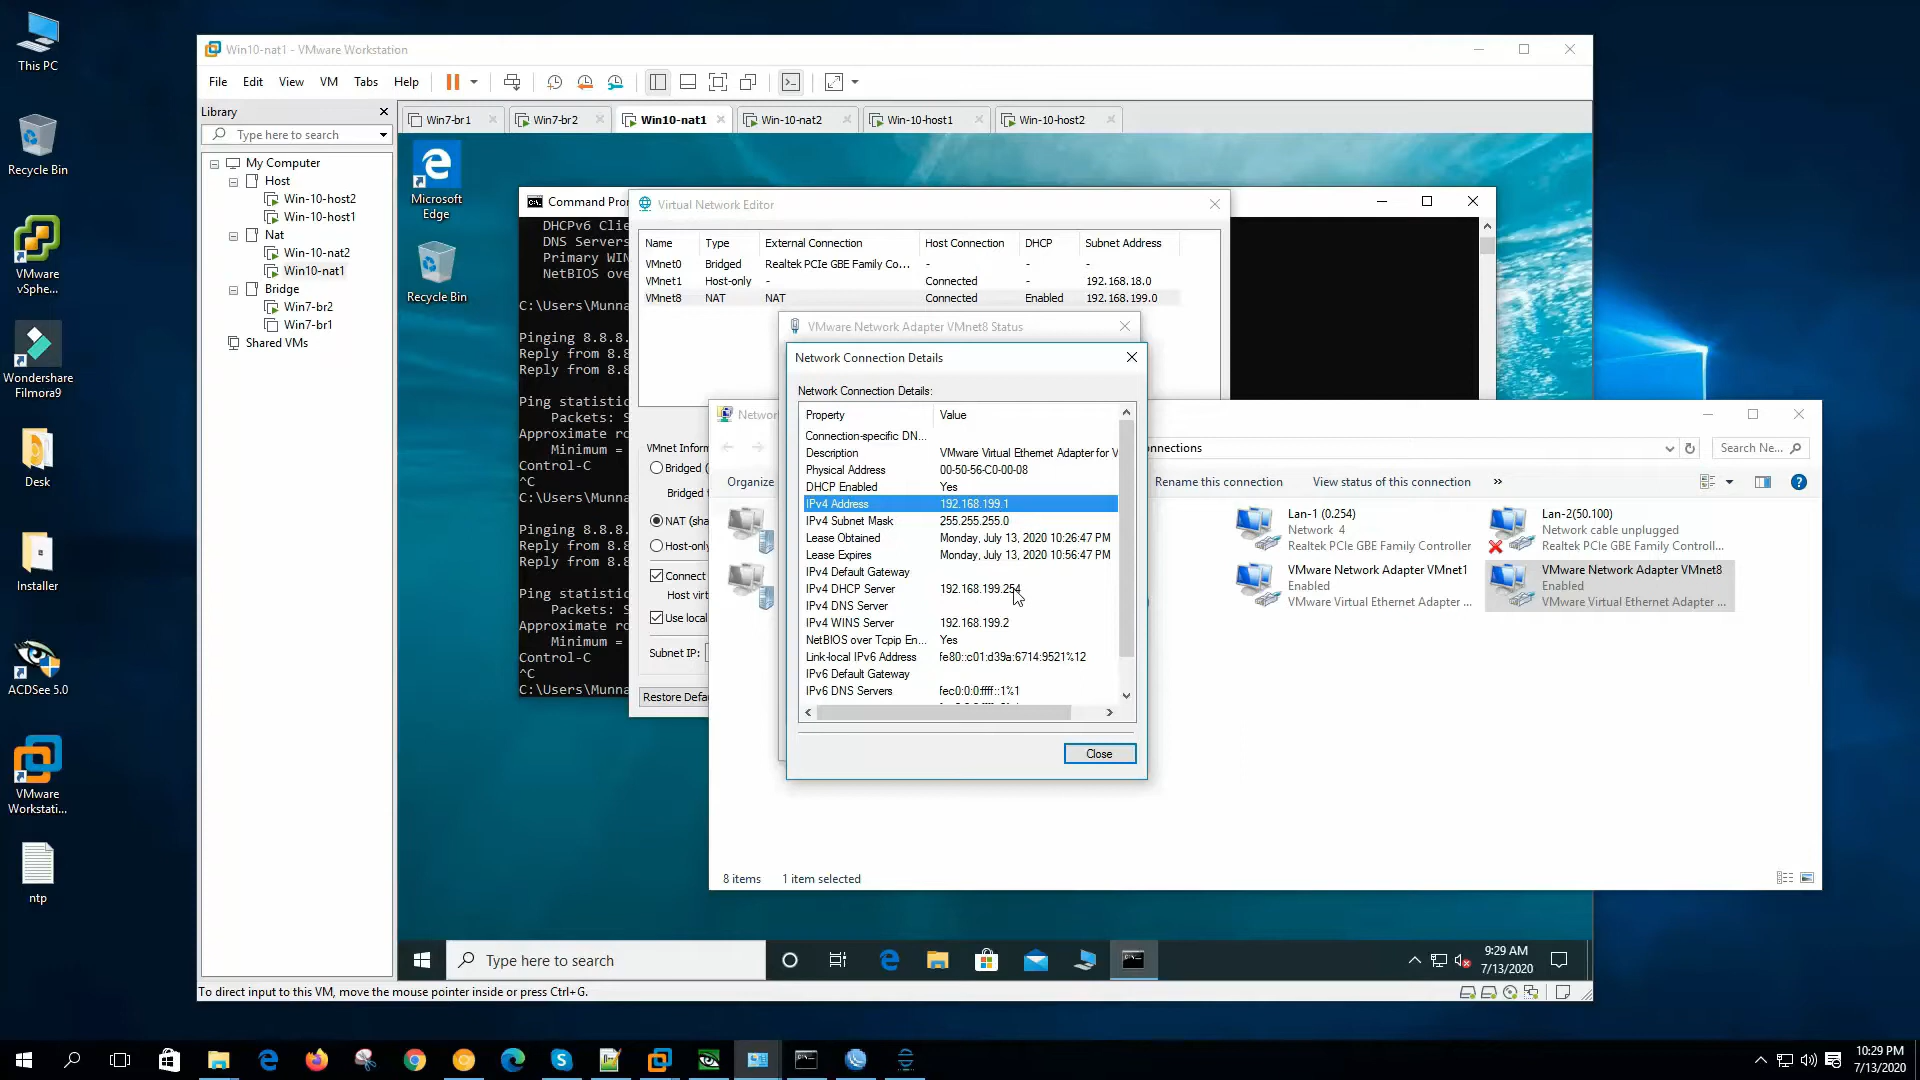 This PC
Recycle Bin
VMware
vSphe...
Wondershare
Filmora9
Desk
Installer
ACDSee 5.0
VMware
Workstati...
ntp
Win10-nat1 - VMware Workstation
File Edit View VM Tabs Help
Library
Type here to search
My Computer
Host
Win-10-host2
Win-10-host1
Nat
Win-10-nat2
Win10-nat1
Bridge
Win7-br2
Win7-br1
Shared VMs
Win7-br1 Win7-br2 Win10-nat1 Win-10-nat2 Win-10-host1 Win-10-host2
Microsoft
Edge
Recycle Bin
Command Pro
DHCPv6 Clie
DNS Servers
Primary WIN
NetBIOS ove
C:\Users\Munna
Pinging 8.8.8.
Reply from 8.8
Reply from 8.8
Ping statistic
Packets: S
Approximate ro
Minimum =
Control-C
^C
C:\Users\Munna
Pinging 8.8.8.
Reply from 8.8
Reply from 8.8
Ping statistic
Packets: S
Approximate ro
Minimum =
Control-C
^C
C:\Users\Munna
Virtual Network Editor
Name Type External Connection Host Connection DHCP Subnet Address
VMnet0 Bridged Realtek PCIe GBE Family Co... - - -
VMnet1 Host-only - Connected - 192.168.18.0
VMnet8 NAT NAT Connected Enabled 192.168.199.0
VMnet Inform
Bridged (
Bridged t
NAT (sha
Host-only
Connect
Host virt
Use local
Subnet IP:
Restore Defa
VMware Network Adapter VMnet8 Status
Network Connection Details
Network Connection Details:
Property Value
Connection-specific DN...
Description VMware Virtual Ethernet Adapter for V
Physical Address 00-50-56-C0-00-08
DHCP Enabled Yes
IPv4 Address 192.168.199.1
IPv4 Subnet Mask 255.255.255.0
Lease Obtained Monday, July 13, 2020 10:26:47 PM
Lease Expires Monday, July 13, 2020 10:56:47 PM
IPv4 Default Gateway
IPv4 DHCP Server 192.168.199.254
IPv4 DNS Server
IPv4 WINS Server 192.168.199.2
NetBIOS over Tcpip En... Yes
Link-local IPv6 Address fe80::c01:d39a:6714:9521%12
IPv6 Default Gateway
IPv6 DNS Servers fec0:0:0:ffff::1%1
Close
Network
onnections
Search Ne...
Organize Rename this connection View status of this connection »
Lan-1 (0.254)
Network 4
Realtek PCIe GBE Family Controller
Lan-2(50.100)
Network cable unplugged
Realtek PCIe GBE Family Controll...
VMware Network Adapter VMnet1
Enabled
VMware Virtual Ethernet Adapter ...
VMware Network Adapter VMnet8
Enabled
VMware Virtual Ethernet Adapter ...
8 items 1 item selected
Type here to search
9:29 AM
7/13/2020
To direct input to this VM, move the mouse pointer inside or press Ctrl+G.
10:29 PM
7/13/2020